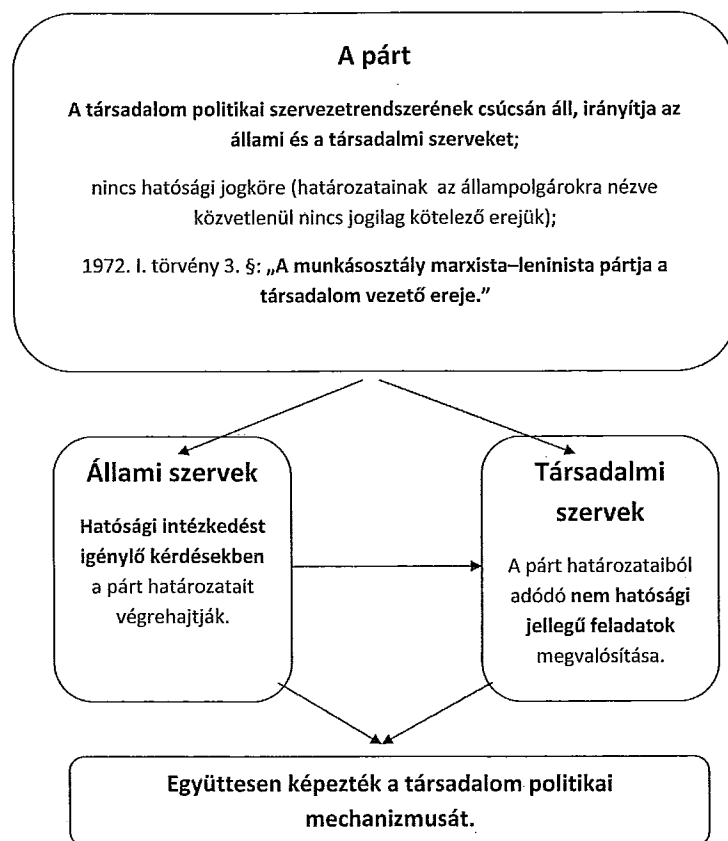 A párt
A társadalom politikai szervezetrendszerének csúcsán áll, irányítja az
állami és a társadalmi szerveket;
nincs hatósági jogköre (határozatainak az állampolgárokra nézve
közvetlenül nincs jogilag kötelező erejük);
1972. I. törvény 3. §: „A munkásosztály marxista–leninista pártja a
társadalom vezető ereje.”
Állami szervek
Hatósági intézkedést
igénylő kérdésekben
a párt határozatait
végrehajtják.
Társadalmi
szervek
A párt határozataiból
adódó nem hatósági
jellegű feladatok
megvalósítása.
Együttesen képezték a társadalom politikai
mechanizmusát.